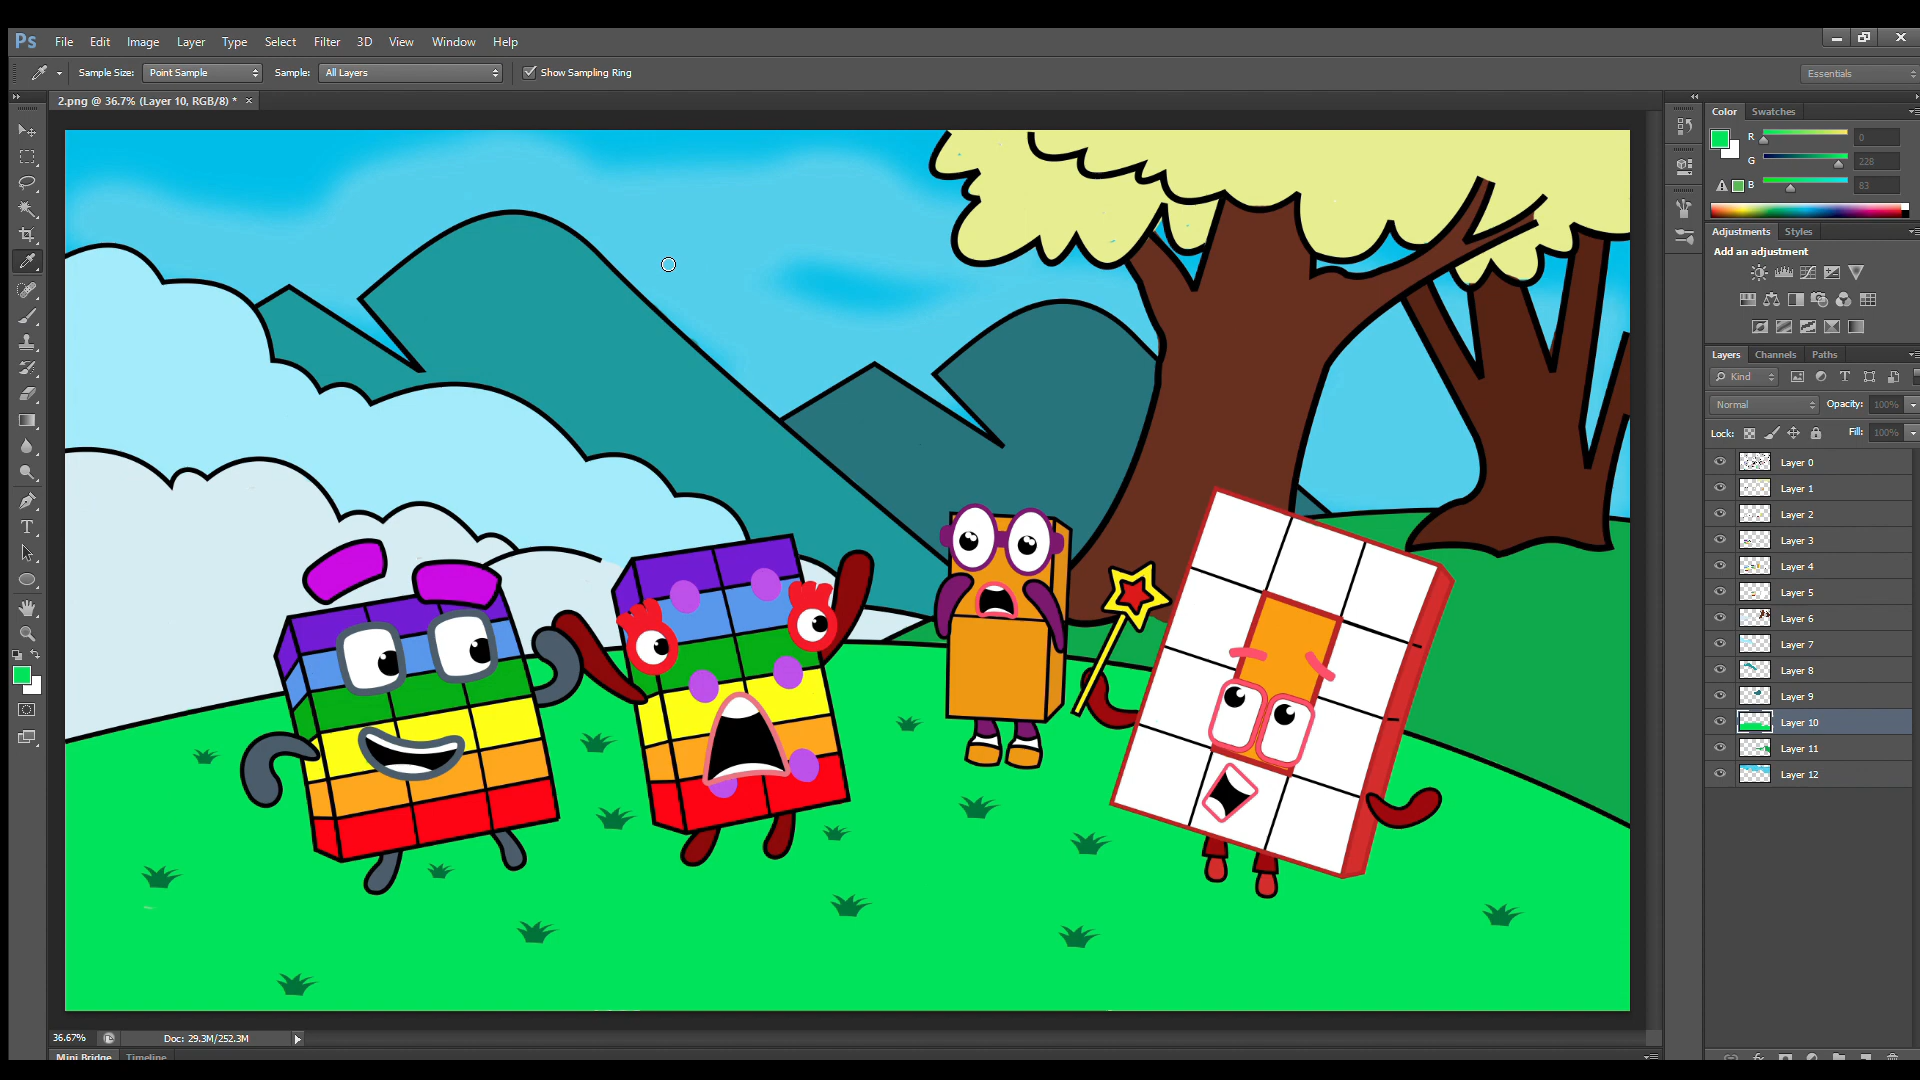 Ps File Edit Image Layer Type Select Filter 3D View Window Help
Sample Size: Point Sample Sample: All Layers Show Sampling Ring Essentials
2.png @ 36.7% (Layer 10, RGB/8) * ×
Color Swatches
R 0
G 228
B 83
Adjustments Styles
Add an adjustment
Layers Channels Paths
Kind
Normal Opacity: 100%
Lock: Fill: 100%
Layer 0
Layer 1
Layer 2
Layer 3
Layer 4
Layer 5
Layer 6
Layer 7
Layer 8
Layer 9
Layer 10
Layer 11
Layer 12
36.67% Doc: 29.3M/252.3M
Mini Bridge Timeline